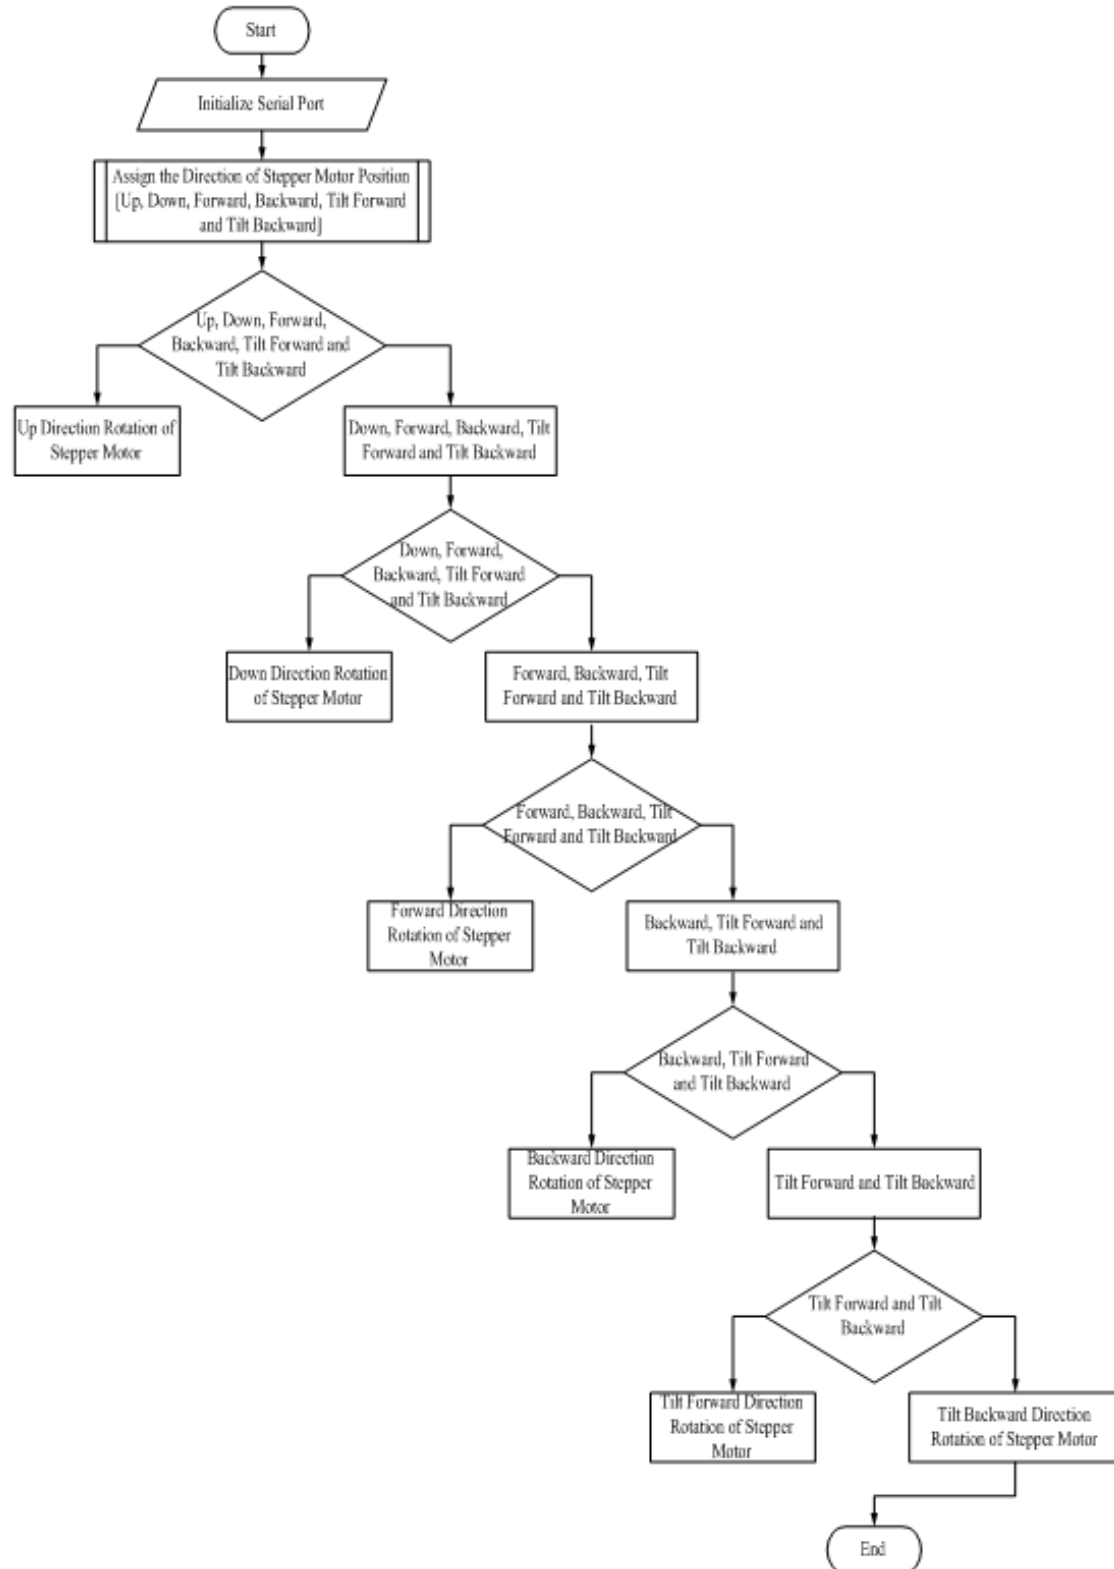 Start
Initialize Serial Port
Assign the Direction of Stepper Motor Position
[Up, Down, Forward, Backward, Tilt Forward
and Tilt Backward]
Up, Down, Forward,
Backward, Tilt Forward and
Tilt Backward
Up Direction Rotation of
Stepper Motor
Down, Forward, Backward, Tilt
Forward and Tilt Backward
Down, Forward,
Backward, Tilt Forward
and Tilt Backward
Down Direction Rotation
of Stepper Motor
Forward, Backward, Tilt
Forward and Tilt Backward
Forward, Backward, Tilt
Forward and Tilt Backward
Forward Direction
Rotation of Stepper
Motor
Backward, Tilt Forward and
Tilt Backward
Backward, Tilt Forward
and Tilt Backward
Backward Direction
Rotation of Stepper
Motor
Tilt Forward and Tilt Backward
Tilt Forward and Tilt
Backward
Tilt Forward Direction
Rotation of Stepper
Motor
Tilt Backward Direction
Rotation of Stepper Motor
End